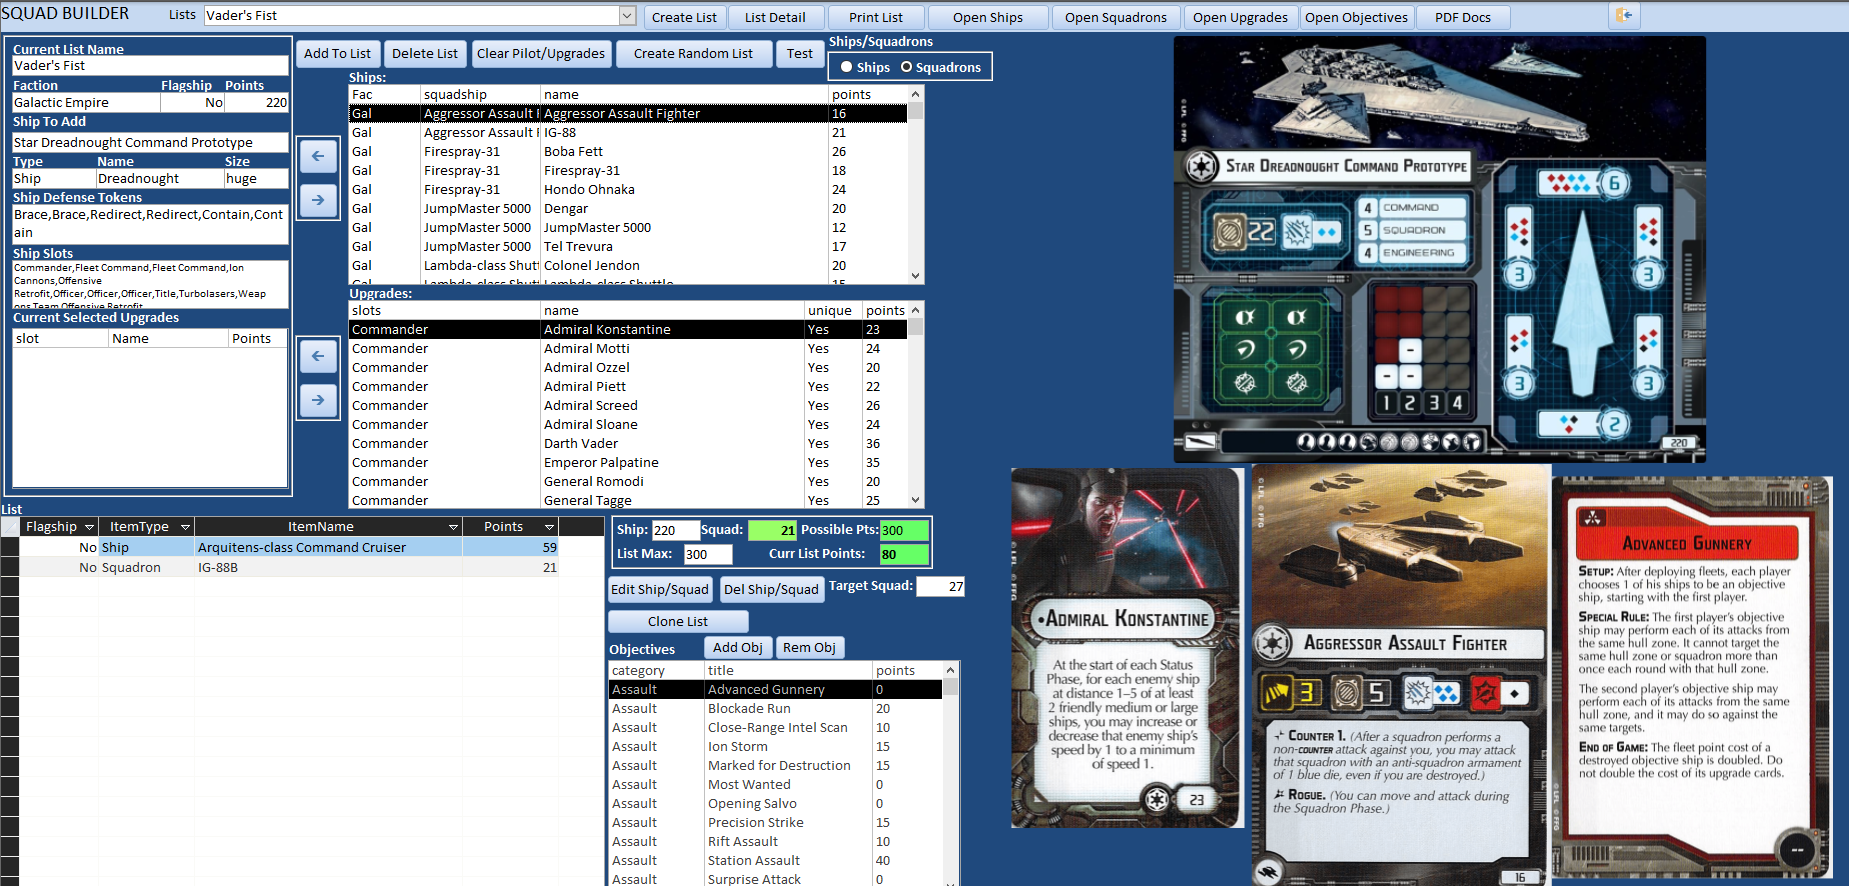 SQUAD BUILDER
Lists Vader's Fist
Create List
List Detail
Print List
Open Ships
Open Squadrons
Open Upgrades
Open Objectives
PDF Docs
Current List Name
Vader's Fist
Faction Flagship Points
Galactic Empire No 220
Ship To Add
Star Dreadnought Command Prototype
Type Name Size
Ship Dreadnought huge
Ship Defense Tokens
Brace,Brace,Redirect,Redirect,Contain,Cont
ain
Ship Slots
Commander,Fleet Command,Fleet Command,Ion
Cannons,Offensive
Retrofit,Officer,Officer,Officer,Title,Turbolasers,Weap
ons Team Offensive Retrofit
Current Selected Upgrades
slot Name Points
Add To List
Delete List
Clear Pilot/Upgrades
Create Random List
Test
Ships/Squadrons
Ships Squadrons
Ships:
Fac squadship name points
Gal Aggressor Assault F Aggressor Assault Fighter 16
Gal Aggressor Assault F IG-88 21
Gal Firespray-31 Boba Fett 26
Gal Firespray-31 Firespray-31 18
Gal Firespray-31 Hondo Ohnaka 24
Gal JumpMaster 5000 Dengar 20
Gal JumpMaster 5000 JumpMaster 5000 12
Gal JumpMaster 5000 Tel Trevura 17
Gal Lambda-class Shutt Colonel Jendon 20
Gal Lambda-class Shutt Lambda-class Shuttle 15
Upgrades:
slots name unique points
Commander Admiral Konstantine Yes 23
Commander Admiral Motti Yes 24
Commander Admiral Ozzel Yes 20
Commander Admiral Piett Yes 22
Commander Admiral Screed Yes 26
Commander Admiral Sloane Yes 24
Commander Darth Vader Yes 36
Commander Emperor Palpatine Yes 35
Commander General Romodi Yes 20
Commander General Tagge Yes 25
List
Flagship ItemType ItemName Points
No Ship Arquitens-class Command Cruiser 59
No Squadron IG-88B 21
Ship: 220 Squad: 21 Possible Pts: 300
List Max: 300 Curr List Points: 80
Edit Ship/Squad
Del Ship/Squad
Target Squad: 27
Clone List
Objectives
Add Obj
Rem Obj
category title points
Assault Advanced Gunnery 0
Assault Blockade Run 20
Assault Close-Range Intel Scan 10
Assault Ion Storm 15
Assault Marked for Destruction 15
Assault Most Wanted 0
Assault Opening Salvo 0
Assault Precision Strike 15
Assault Rift Assault 10
Assault Station Assault 40
Assault Surprise Attack 0
© LFL © FFG
STAR DREADNOUGHT COMMAND PROTOTYPE
22
4 COMMAND
5 SQUADRON
4 ENGINEERING
6
3
3
3
3
2
- 
- -
1 2 3 4
220
© LFL © FFG
•ADMIRAL KONSTANTINE
At the start of each Status
Phase, for each enemy ship
at distance 1–5 of at least
2 friendly medium or large
ships, you may increase or
decrease that enemy ship's
speed by 1 to a minimum
of speed 1.
23
© LFL © FFG
AGGRESSOR ASSAULT FIGHTER
3 5
COUNTER 1. (After a squadron performs a
non-COUNTER attack against you, you may attack
that squadron with an anti-squadron armament
of 1 blue die, even if you are destroyed.)
ROGUE. (You can move and attack during
the Squadron Phase.)
16
ADVANCED GUNNERY
SETUP: After deploying fleets, each player
chooses 1 of his ships to be an objective
ship, starting with the first player.
SPECIAL RULE: The first player's objective
ship may perform each of its attacks from
the same hull zone. It cannot target the
same hull zone or squadron more than
once each round with that hull zone.
The second player's objective ship may
perform each of its attacks from the same
hull zone, and it may do so against the
same targets.
END OF GAME: The fleet point cost of a
destroyed objective ship is doubled. Do
not double the cost of its upgrade cards.
© LFL © FFG
--